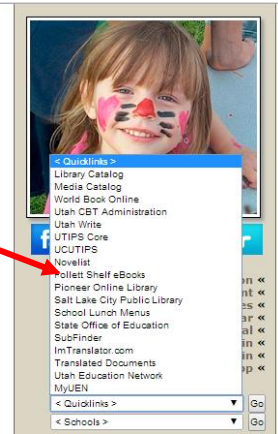 < Quicklinks >
Library Catalog
Media Catalog
World Book Online
Utah CBT Administration
Utah Write
UTIPS Core
UCUTIPS
Novelist
Follett Shelf eBooks
Pioneer Online Library
Salt Lake City Public Library
School Lunch Menus
State Office of Education
SubFinder
ImTranslator.com
Translated Documents
Utah Education Network
MyUEN
< Quicklinks > Go
< Schools > Go